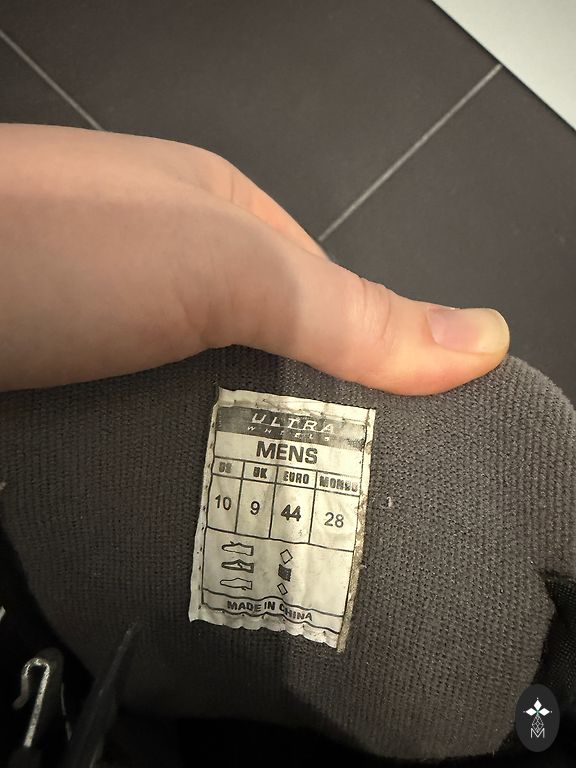 ULTRA
WHEELS
MENS
US UK EURO MONDO
10 9 44 28
MADE IN CHINA
M